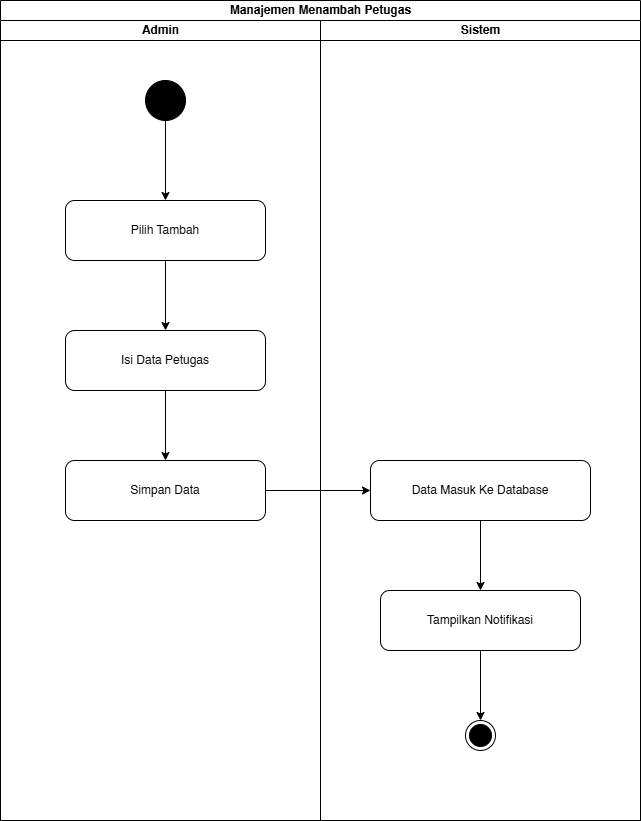 Manajemen Menambah Petugas
Admin
Sistem
Pilih Tambah
Isi Data Petugas
Simpan Data
Data Masuk Ke Database
Tampilkan Notifikasi